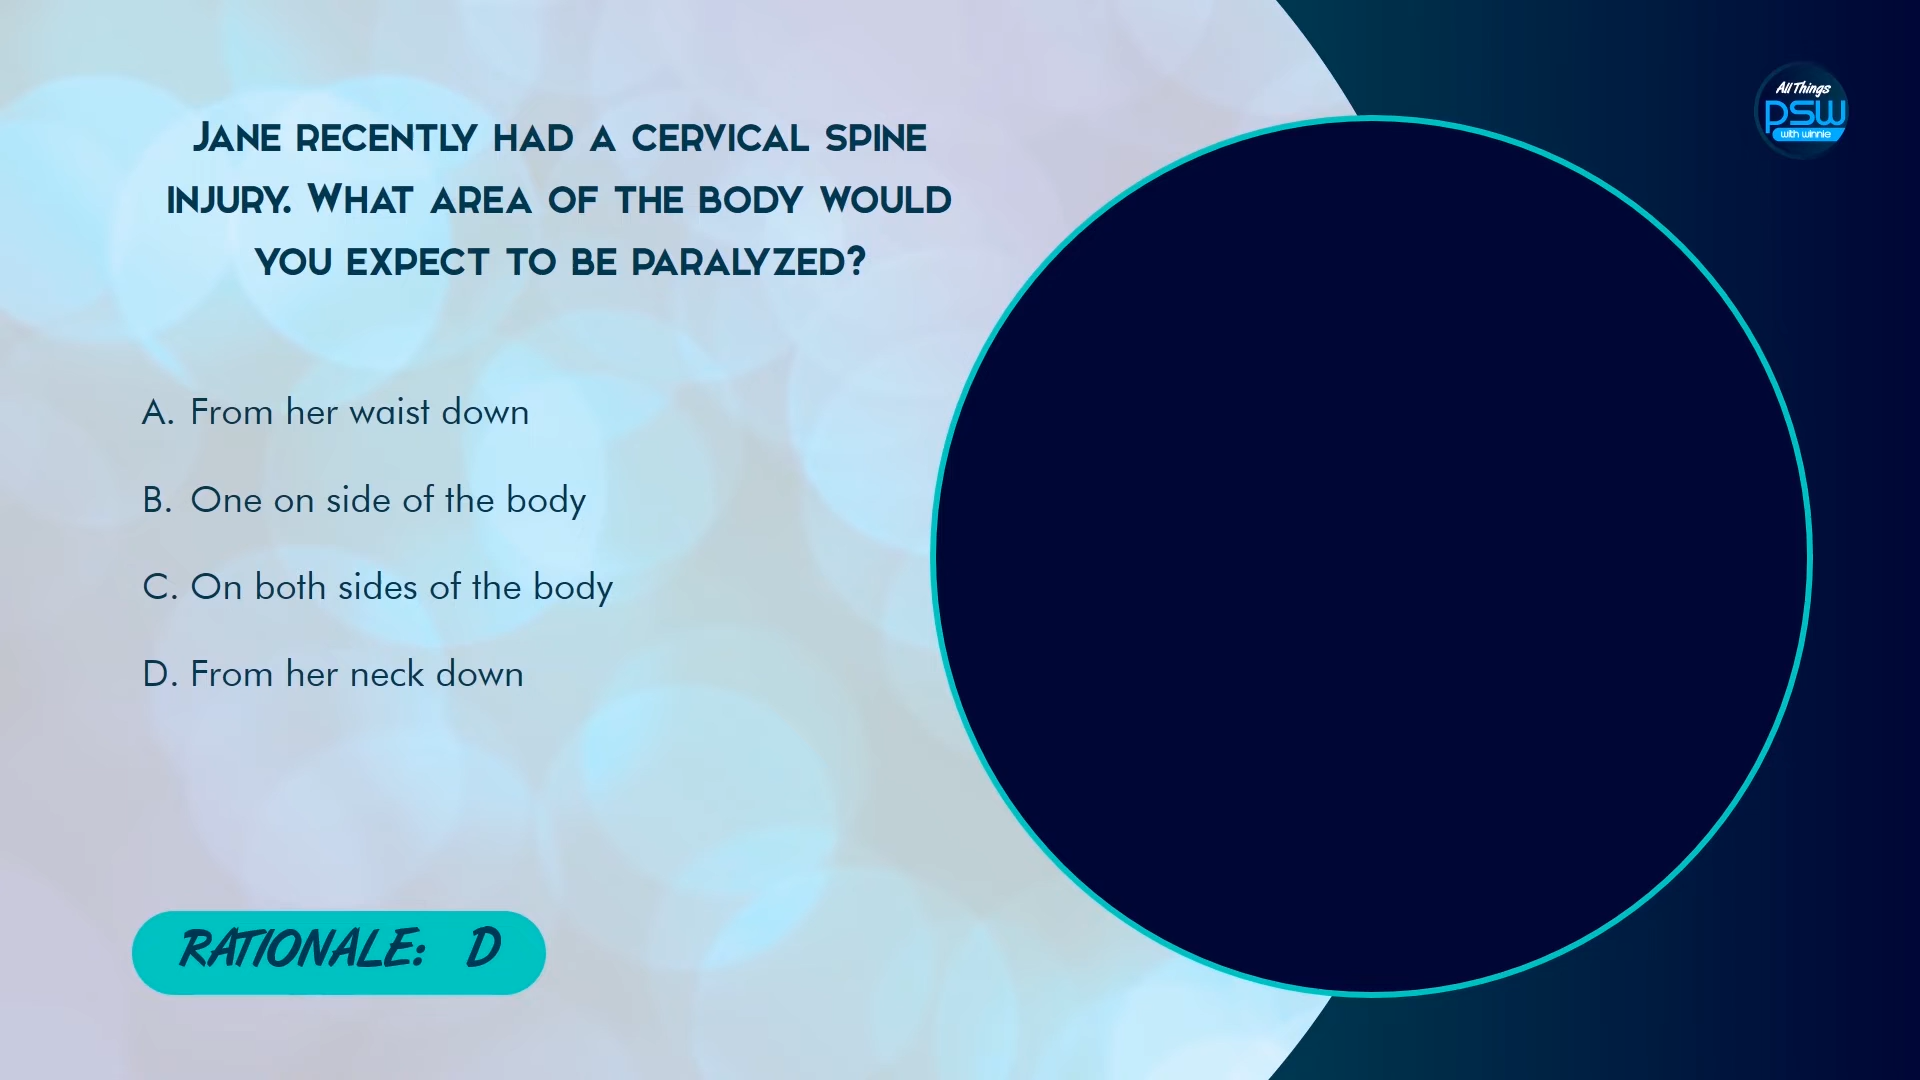 Jane recently had a cervical spine
injury. What area of the body would
you expect to be paralyzed?
A. From her waist down
B. One on side of the body
C. On both sides of the body
D. From her neck down
RATIONALE: D
All Things
PSW
with winnie